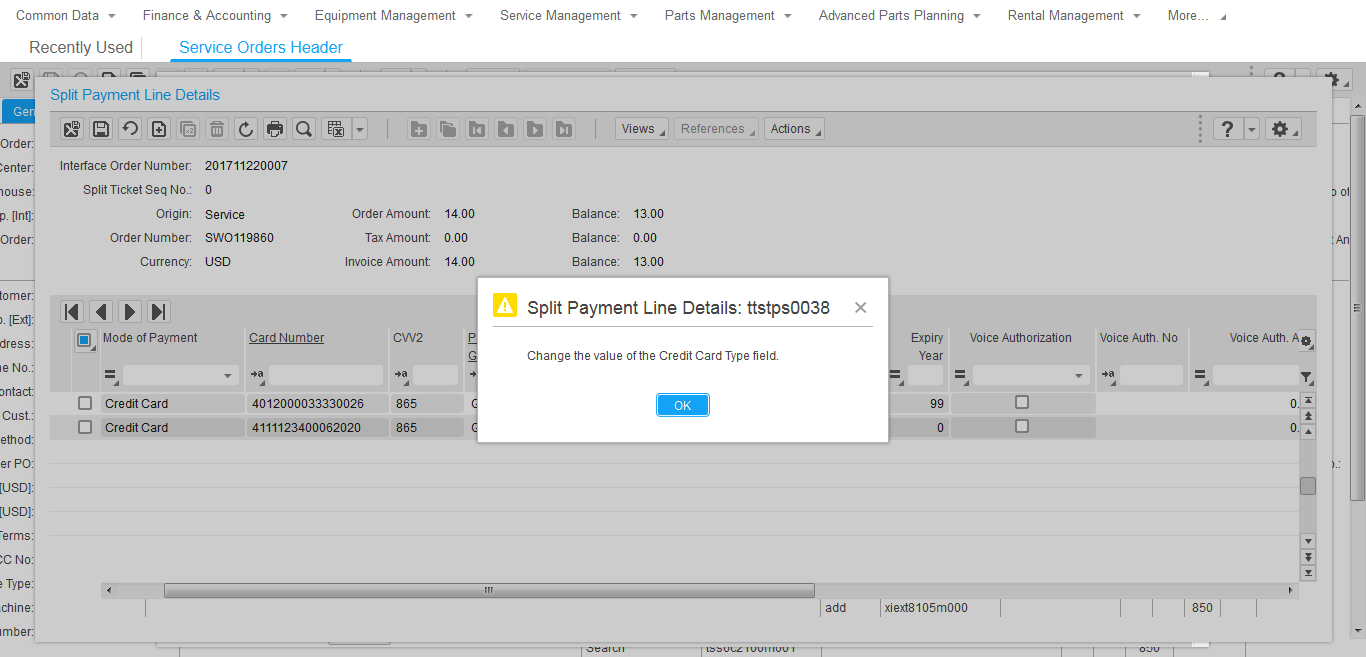 Common Data Finance & Accounting Equipment Management Service Management Parts Management Advanced Parts Planning Rental Management More...
Recently Used Service Orders Header
Split Payment Line Details
Gen
Views References Actions ?
Order:
Interface Order Number: 201711220007
Center:
Split Ticket Seq No.: 0
house:
o of
Origin: Service Order Amount: 14.00 Balance: 13.00
p. [Int]:
Order Number: SWO119860 Tax Amount: 0.00 Balance: 0.00
Order:
t An
Currency: USD Invoice Amount: 14.00 Balance: 13.00
Split Payment Line Details: ttstps0038
Change the value of the Credit Card Type field.
OK
tomer:
o. [Ext]:
dress:
ne No.:
ontact:
Cust.:
ethod:
er PO:
[USD]:
[USD]:
Terms:
CC No:
e Type:
achine:
umber:
Mode of Payment Card Number CVV2 P
G
Expiry
Year
Voice Authorization Voice Auth. No Voice Auth. A
Credit Card 4012000033330026 865 G 99 0.
Credit Card 4111123400062020 865 G 0 0.
o.:
add xiext8105m000 850
Search tssoc2100m001 850